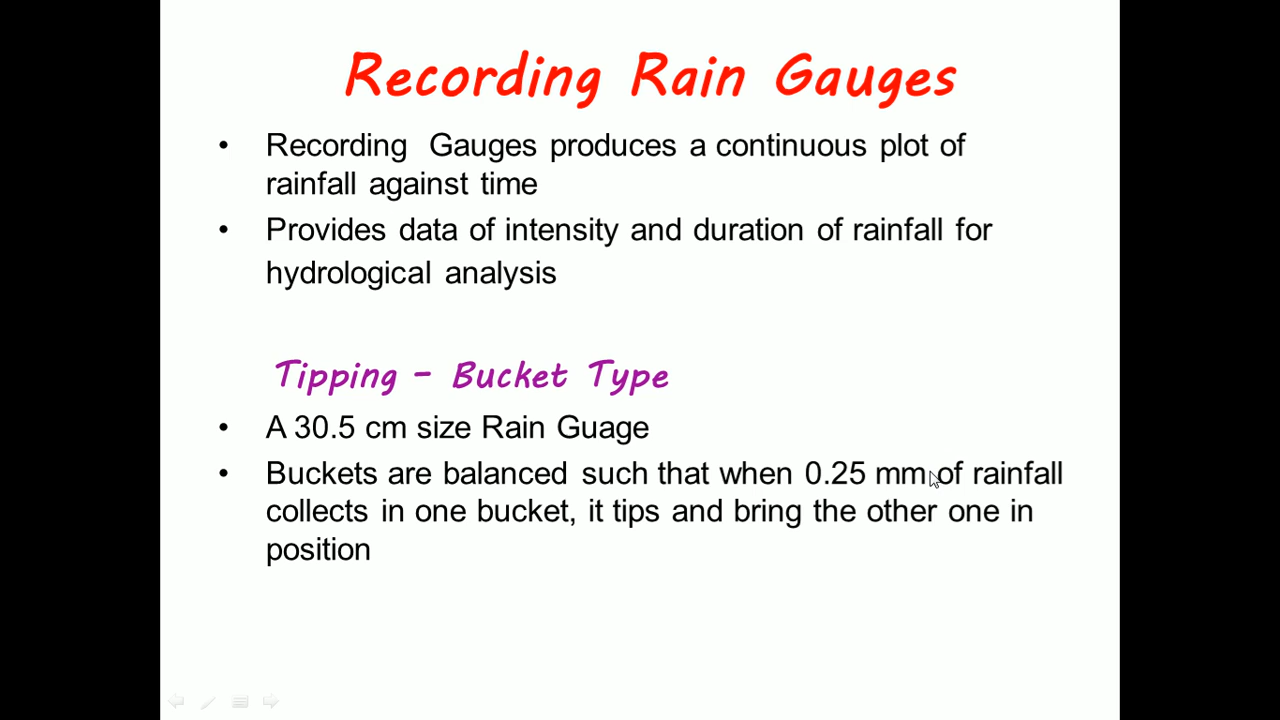 Recording Rain Gauges
• Recording Gauges produces a continuous plot of
rainfall against time
• Provides data of intensity and duration of rainfall for
hydrological analysis
Tipping - Bucket Type
• A 30.5 cm size Rain Guage
• Buckets are balanced such that when 0.25 mm of rainfall
collects in one bucket, it tips and bring the other one in
position